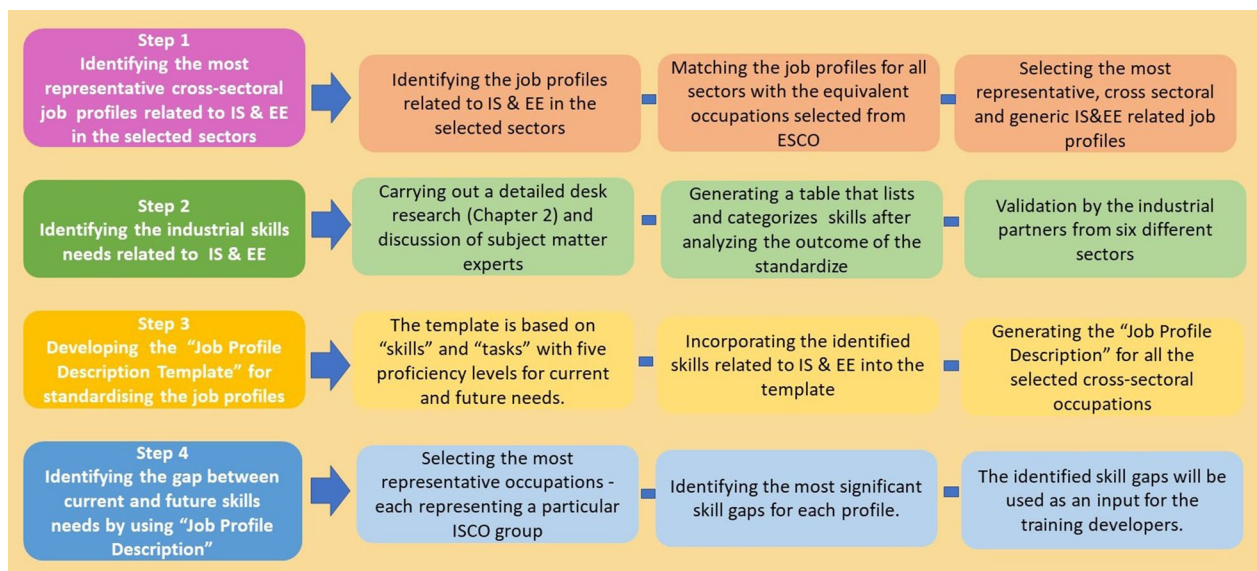 Step 1
Identifying the most
representative cross-sectoral
job profiles related to IS & EE
in the selected sectors
Identifying the job profiles
related to IS & EE in the
selected sectors
Matching the job profiles for all
sectors with the equivalent
occupations selected from
ESCO
Selecting the most
representative, cross sectoral
and generic IS&EE related job
profiles
Step 2
Identifying the industrial skills
needs related to IS & EE
Carrying out a detailed desk
research (Chapter 2) and
discussion of subject matter
experts
Generating a table that lists
and categorizes skills after
analyzing the outcome of the
standardize
Validation by the industrial
partners from six different
sectors
Step 3
Developing the “Job Profile
Description Template” for
standardising the job profiles
The template is based on
“skills” and “tasks” with five
proficiency levels for current
and future needs.
Incorporating the identified
skills related to IS & EE into the
template
Generating the “Job Profile
Description” for all the
selected cross-sectoral
occupations
Step 4
Identifying the gap between
current and future skills
needs by using “Job Profile
Description”
Selecting the most
representative occupations -
each representing a particular
ISCO group
Identifying the most significant
skill gaps for each profile.
The identified skill gaps will be
used as an input for the
training developers.